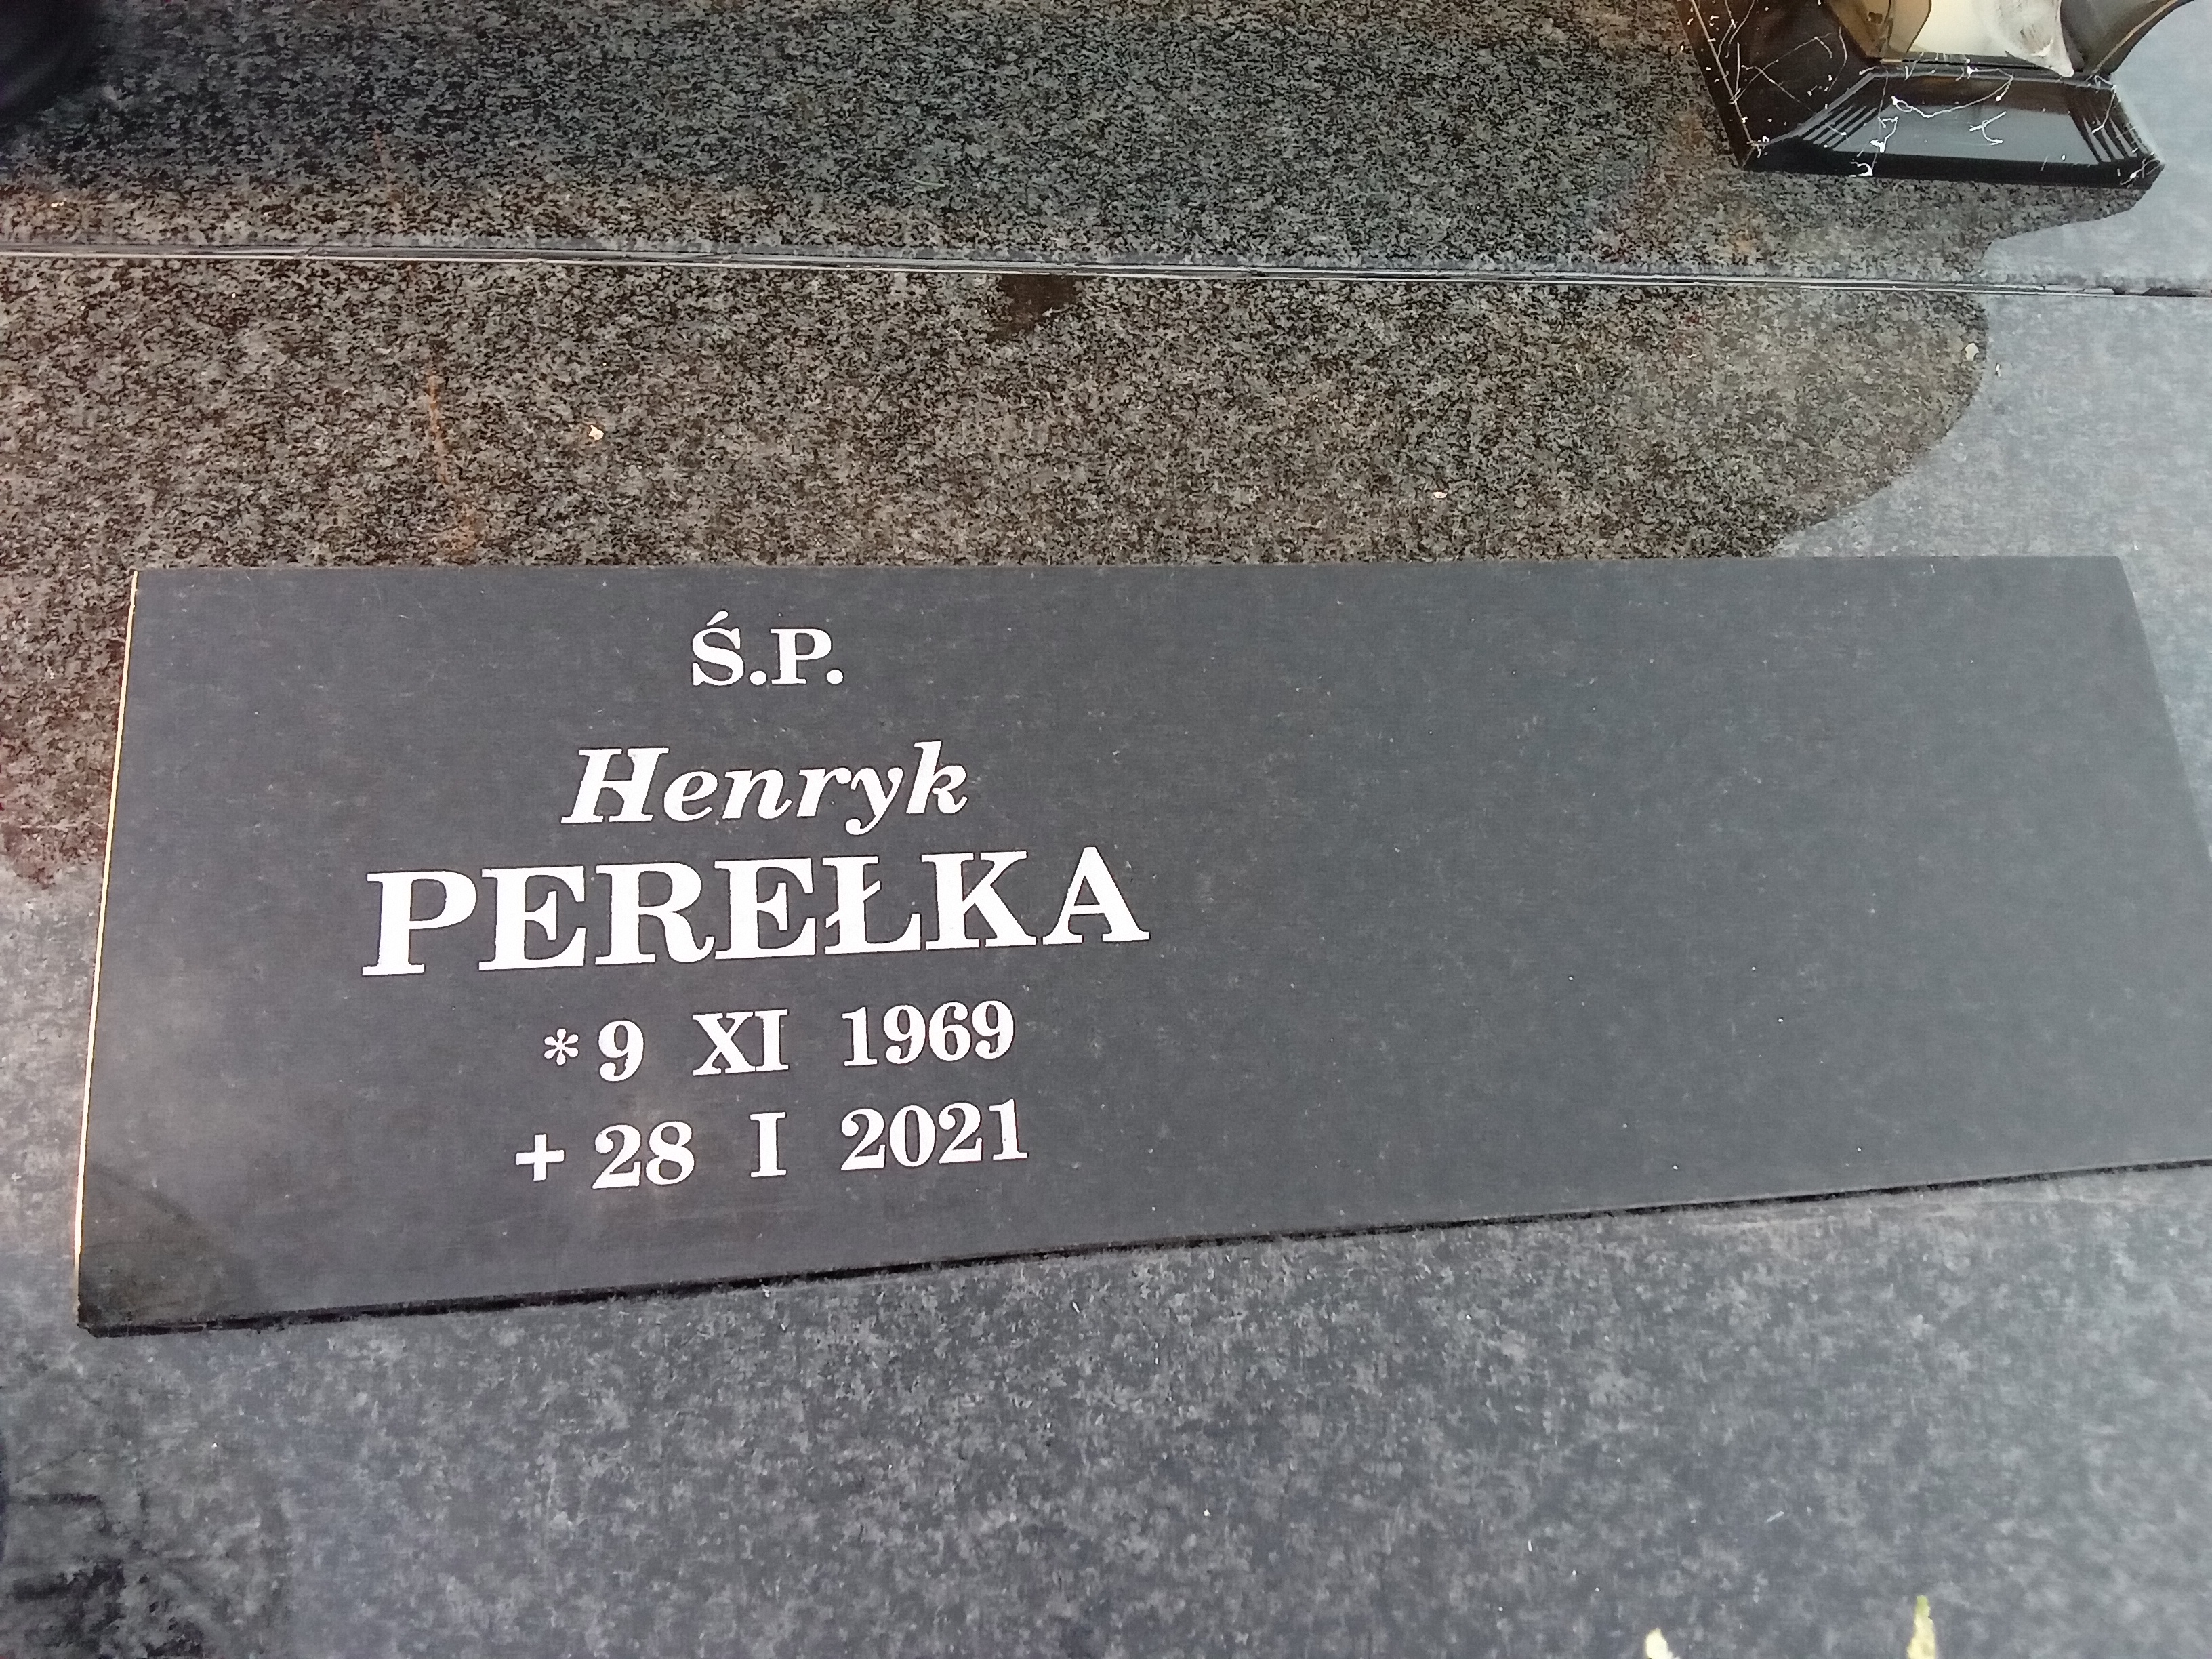 Ś.P.
Henryk
PEREŁKA
* 9 XI 1969
+ 28 I 2021